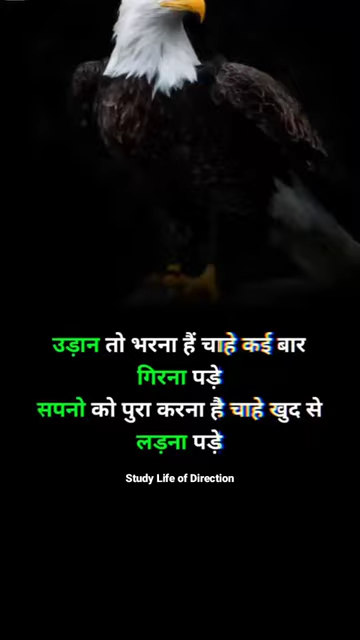 उड़ान तो भरना हैं चाहे कई बार
गिरना पड़े
सपनो को पुरा करना है चाहे खुद से
लड़ना पड़े
Study Life of Direction